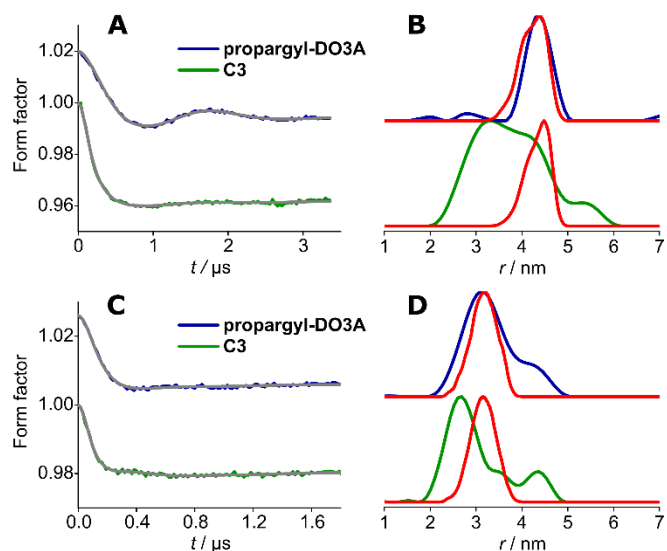 A
propargyl-DO3A
C3
1.02
1.00
0.98
0.96
Form factor
0
1
2
3
t / µs
B
1
2
3
4
5
6
7
r / nm
C
propargyl-DO3A
C3
1.02
1.00
0.98
Form factor
0.0
0.4
0.8
1.2
1.6
t / µs
D
1
2
3
4
5
6
7
r / nm